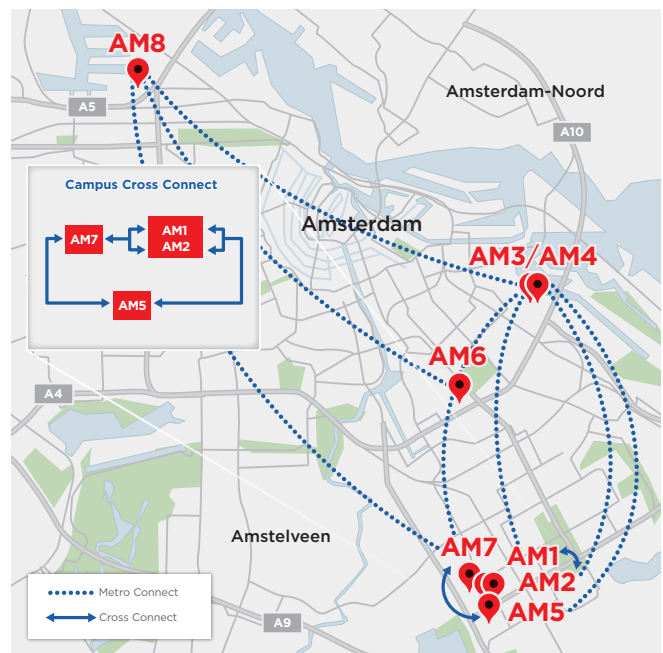 AM8
Amsterdam-Noord
A5
A10
Campus Cross Connect
AM7
AM1
AM2
AM5
Amsterdam
AM3/AM4
AM6
A4
Amstelveen
AM7
AM1
AM2
AM5
Metro Connect
Cross Connect
A9